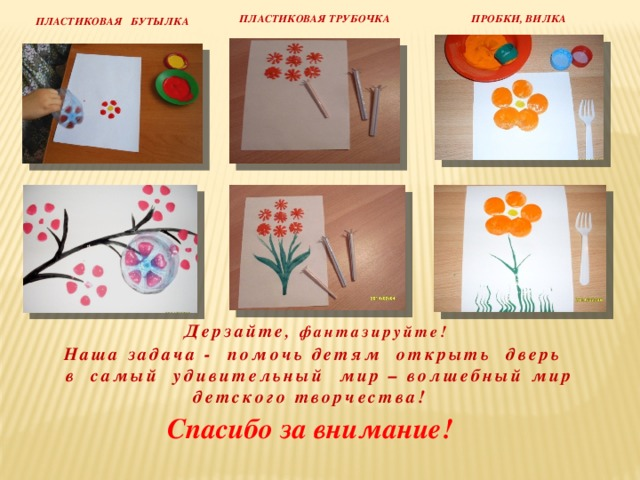 ПЛАСТИКОВАЯ БУТЫЛКА
ПЛАСТИКОВАЯ ТРУБОЧКА
ПРОБКИ, ВИЛКА
Дерзайте, фантазируйте!
Наша задача - помочь детям открыть дверь
в самый удивительный мир – волшебный мир
детского творчества!
Спасибо за внимание!